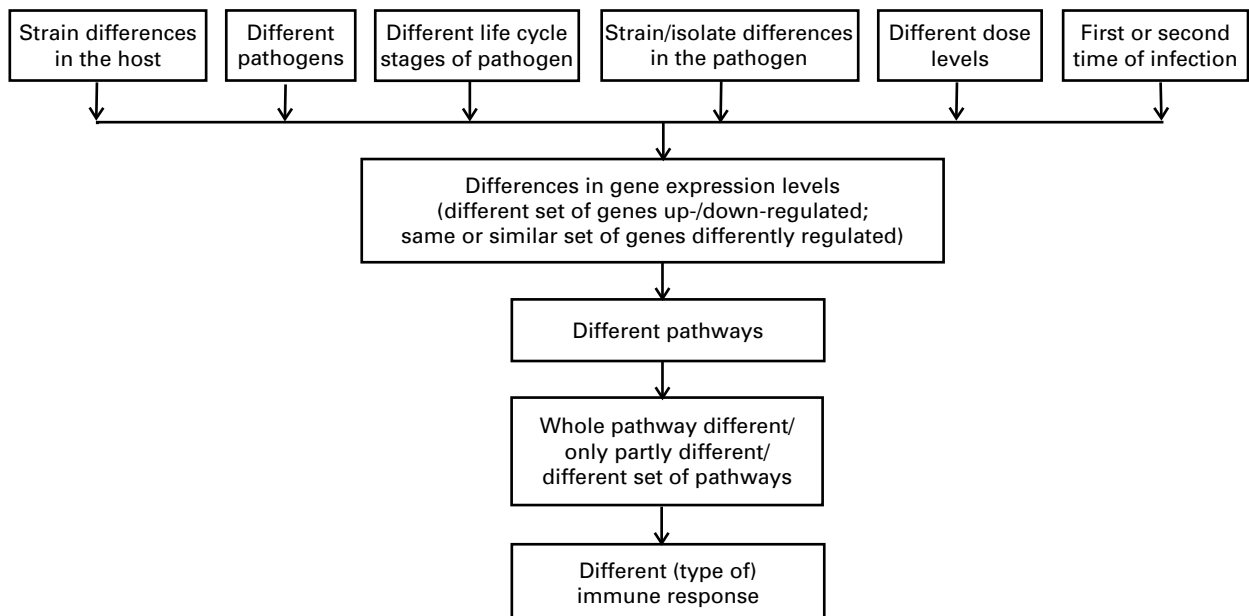 Strain differences
in the host
Different
pathogens
Different life cycle
stages of pathogen
Strain/isolate differences
in the pathogen
Different dose
levels
First or second
time of infection
Differences in gene expression levels
(different set of genes up-/down-regulated;
same or similar set of genes differently regulated)
Different pathways
Whole pathway different/
only partly different/
different set of pathways
Different (type of)
immune response